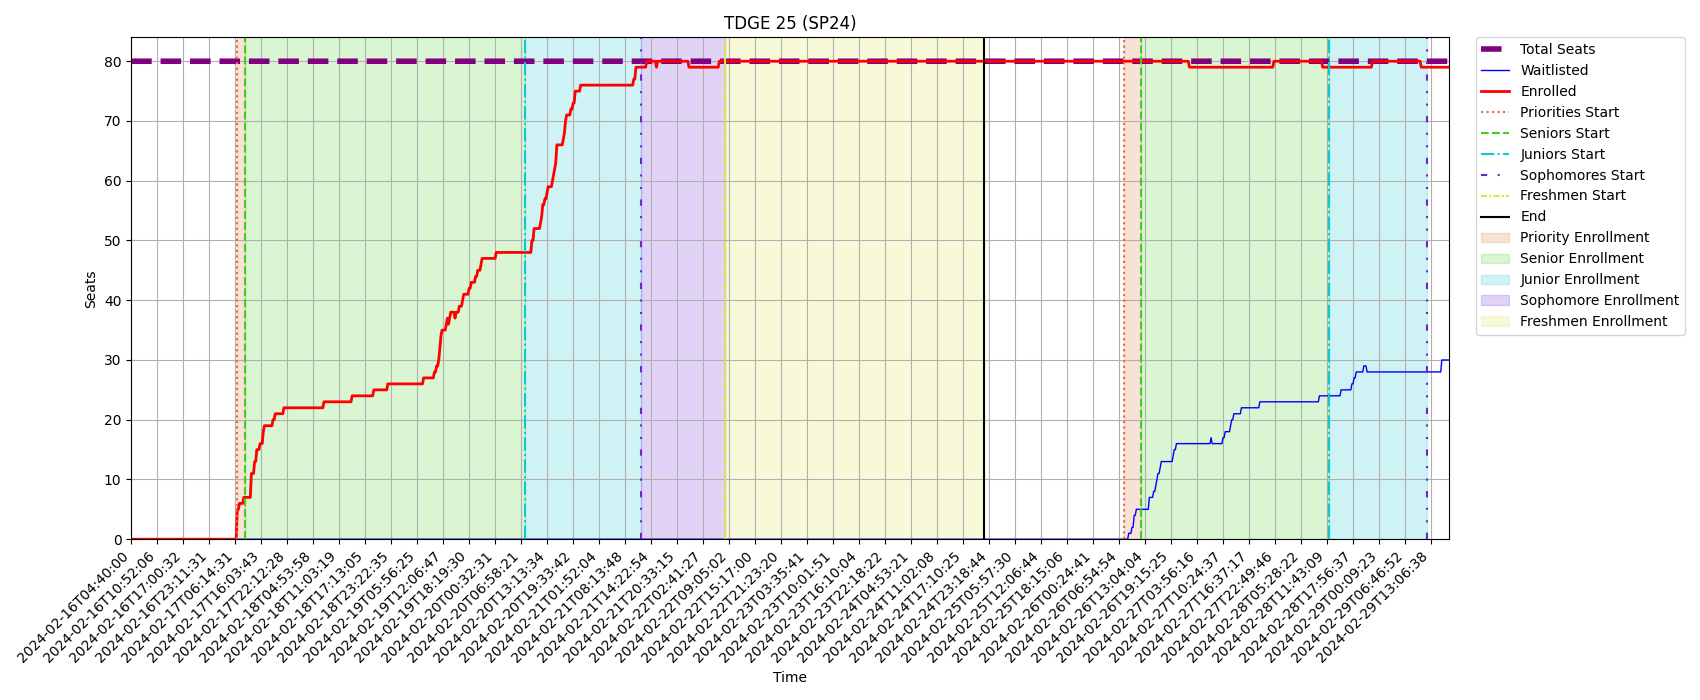 TDGE 25 (SP24)
Seats
80
70
60
50
40
30
20
10
0
2024-02-16T04:40:00
2024-02-16T10:52:06
2024-02-16T17:00:32
2024-02-16T23:11:31
2024-02-17T06:14:31
2024-02-17T16:03:43
2024-02-17T22:12:28
2024-02-18T04:53:58
2024-02-18T11:03:19
2024-02-18T17:13:05
2024-02-18T23:22:35
2024-02-19T05:56:25
2024-02-19T12:06:47
2024-02-19T18:19:30
2024-02-20T00:32:31
2024-02-20T06:58:21
2024-02-20T13:13:34
2024-02-20T19:33:42
2024-02-21T01:52:04
2024-02-21T08:13:48
2024-02-21T14:22:54
2024-02-21T20:33:15
2024-02-22T02:41:27
2024-02-22T09:05:02
2024-02-22T15:17:00
2024-02-22T21:23:20
2024-02-23T03:35:41
2024-02-23T10:01:51
2024-02-23T16:10:04
2024-02-23T22:18:22
2024-02-24T04:53:21
2024-02-24T11:02:08
2024-02-24T17:10:25
2024-02-24T23:18:44
2024-02-25T05:57:30
2024-02-25T12:06:44
2024-02-25T18:15:06
2024-02-26T00:24:41
2024-02-26T06:54:54
2024-02-26T13:04:04
2024-02-26T19:15:25
2024-02-27T03:56:16
2024-02-27T10:24:37
2024-02-27T16:37:17
2024-02-27T22:49:46
2024-02-28T05:28:22
2024-02-28T11:43:09
2024-02-28T17:56:37
2024-02-29T00:09:23
2024-02-29T06:46:52
2024-02-29T13:06:38
Time
Total Seats
Waitlisted
Enrolled
Priorities Start
Seniors Start
Juniors Start
Sophomores Start
Freshmen Start
End
Priority Enrollment
Senior Enrollment
Junior Enrollment
Sophomore Enrollment
Freshmen Enrollment